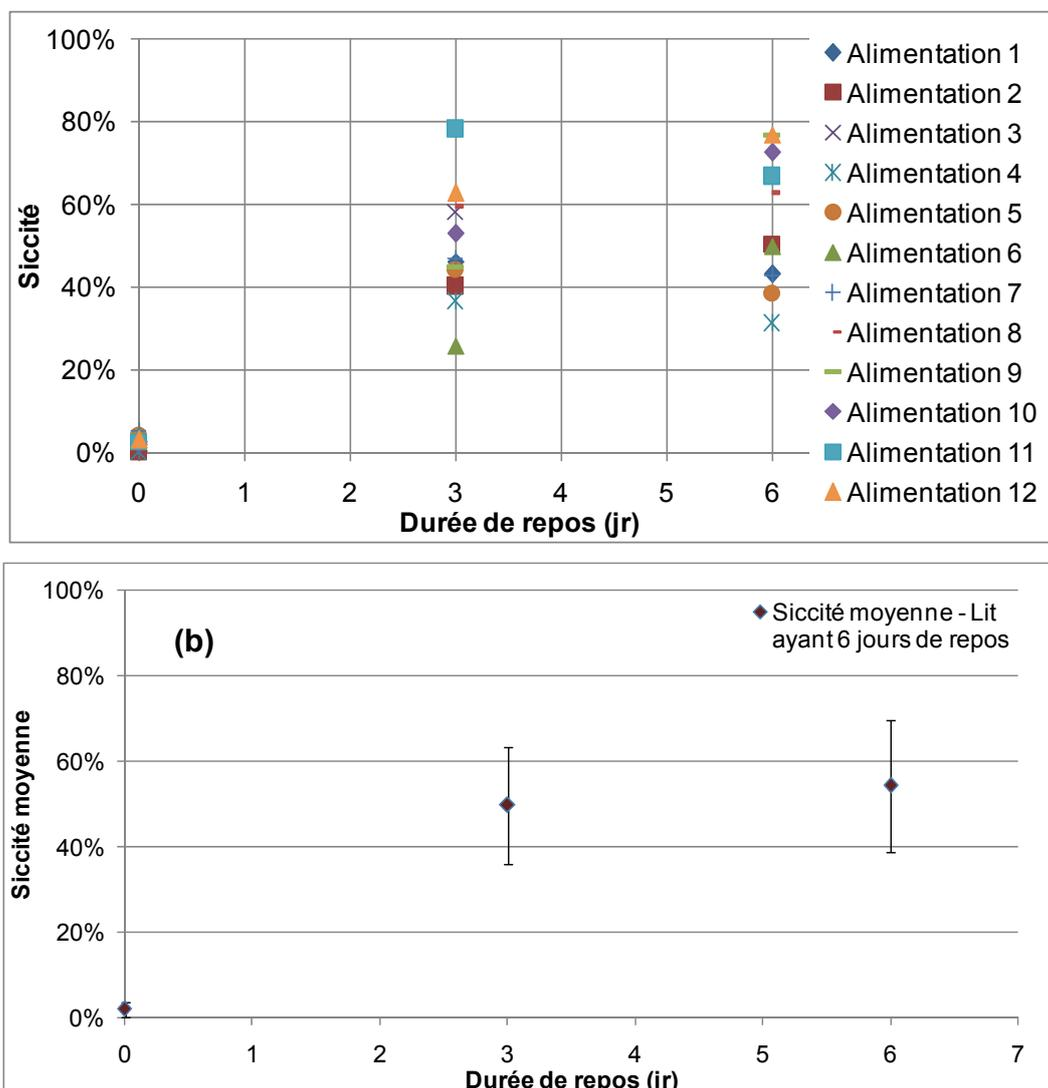 100%
80%
60%
40%
20%
0%
Siccité
0 1 2 3 4 5 6
Durée de repos (jr)
Alimentation 1
Alimentation 2
Alimentation 3
Alimentation 4
Alimentation 5
Alimentation 6
Alimentation 7
Alimentation 8
Alimentation 9
Alimentation 10
Alimentation 11
Alimentation 12
100%
80%
60%
40%
20%
0%
Siccité moyenne
(b)
Siccité moyenne - Lit
ayant 6 jours de repos
0 1 2 3 4 5 6 7
Durée de repos (jr)